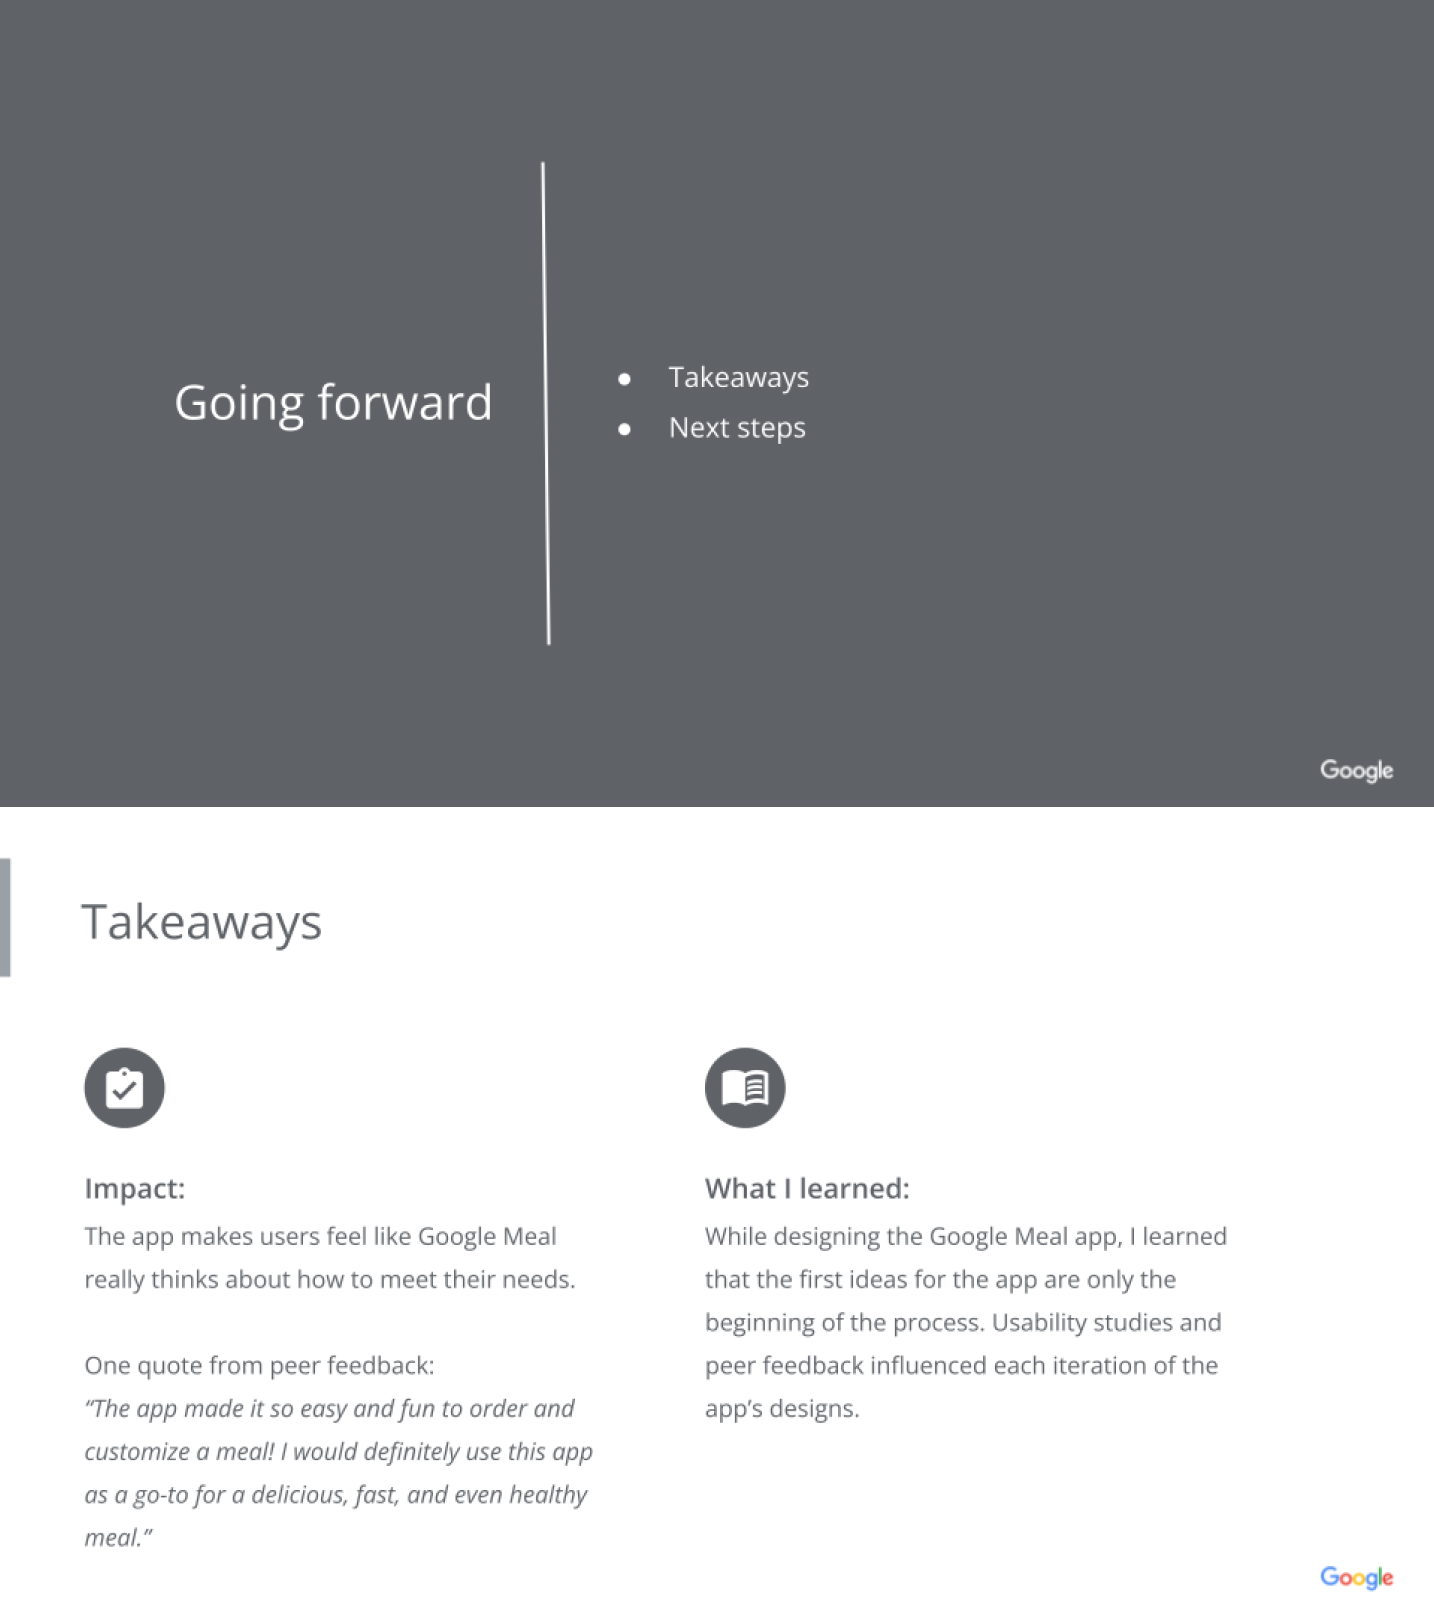 Going forward
● Takeaways
● Next steps
Google
Takeaways
Impact:
The app makes users feel like Google Meal
really thinks about how to meet their needs.
One quote from peer feedback:
“The app made it so easy and fun to order and
customize a meal! I would definitely use this app
as a go-to for a delicious, fast, and even healthy
meal.”
What I learned:
While designing the Google Meal app, I learned
that the first ideas for the app are only the
beginning of the process. Usability studies and
peer feedback influenced each iteration of the
app’s designs.
Google